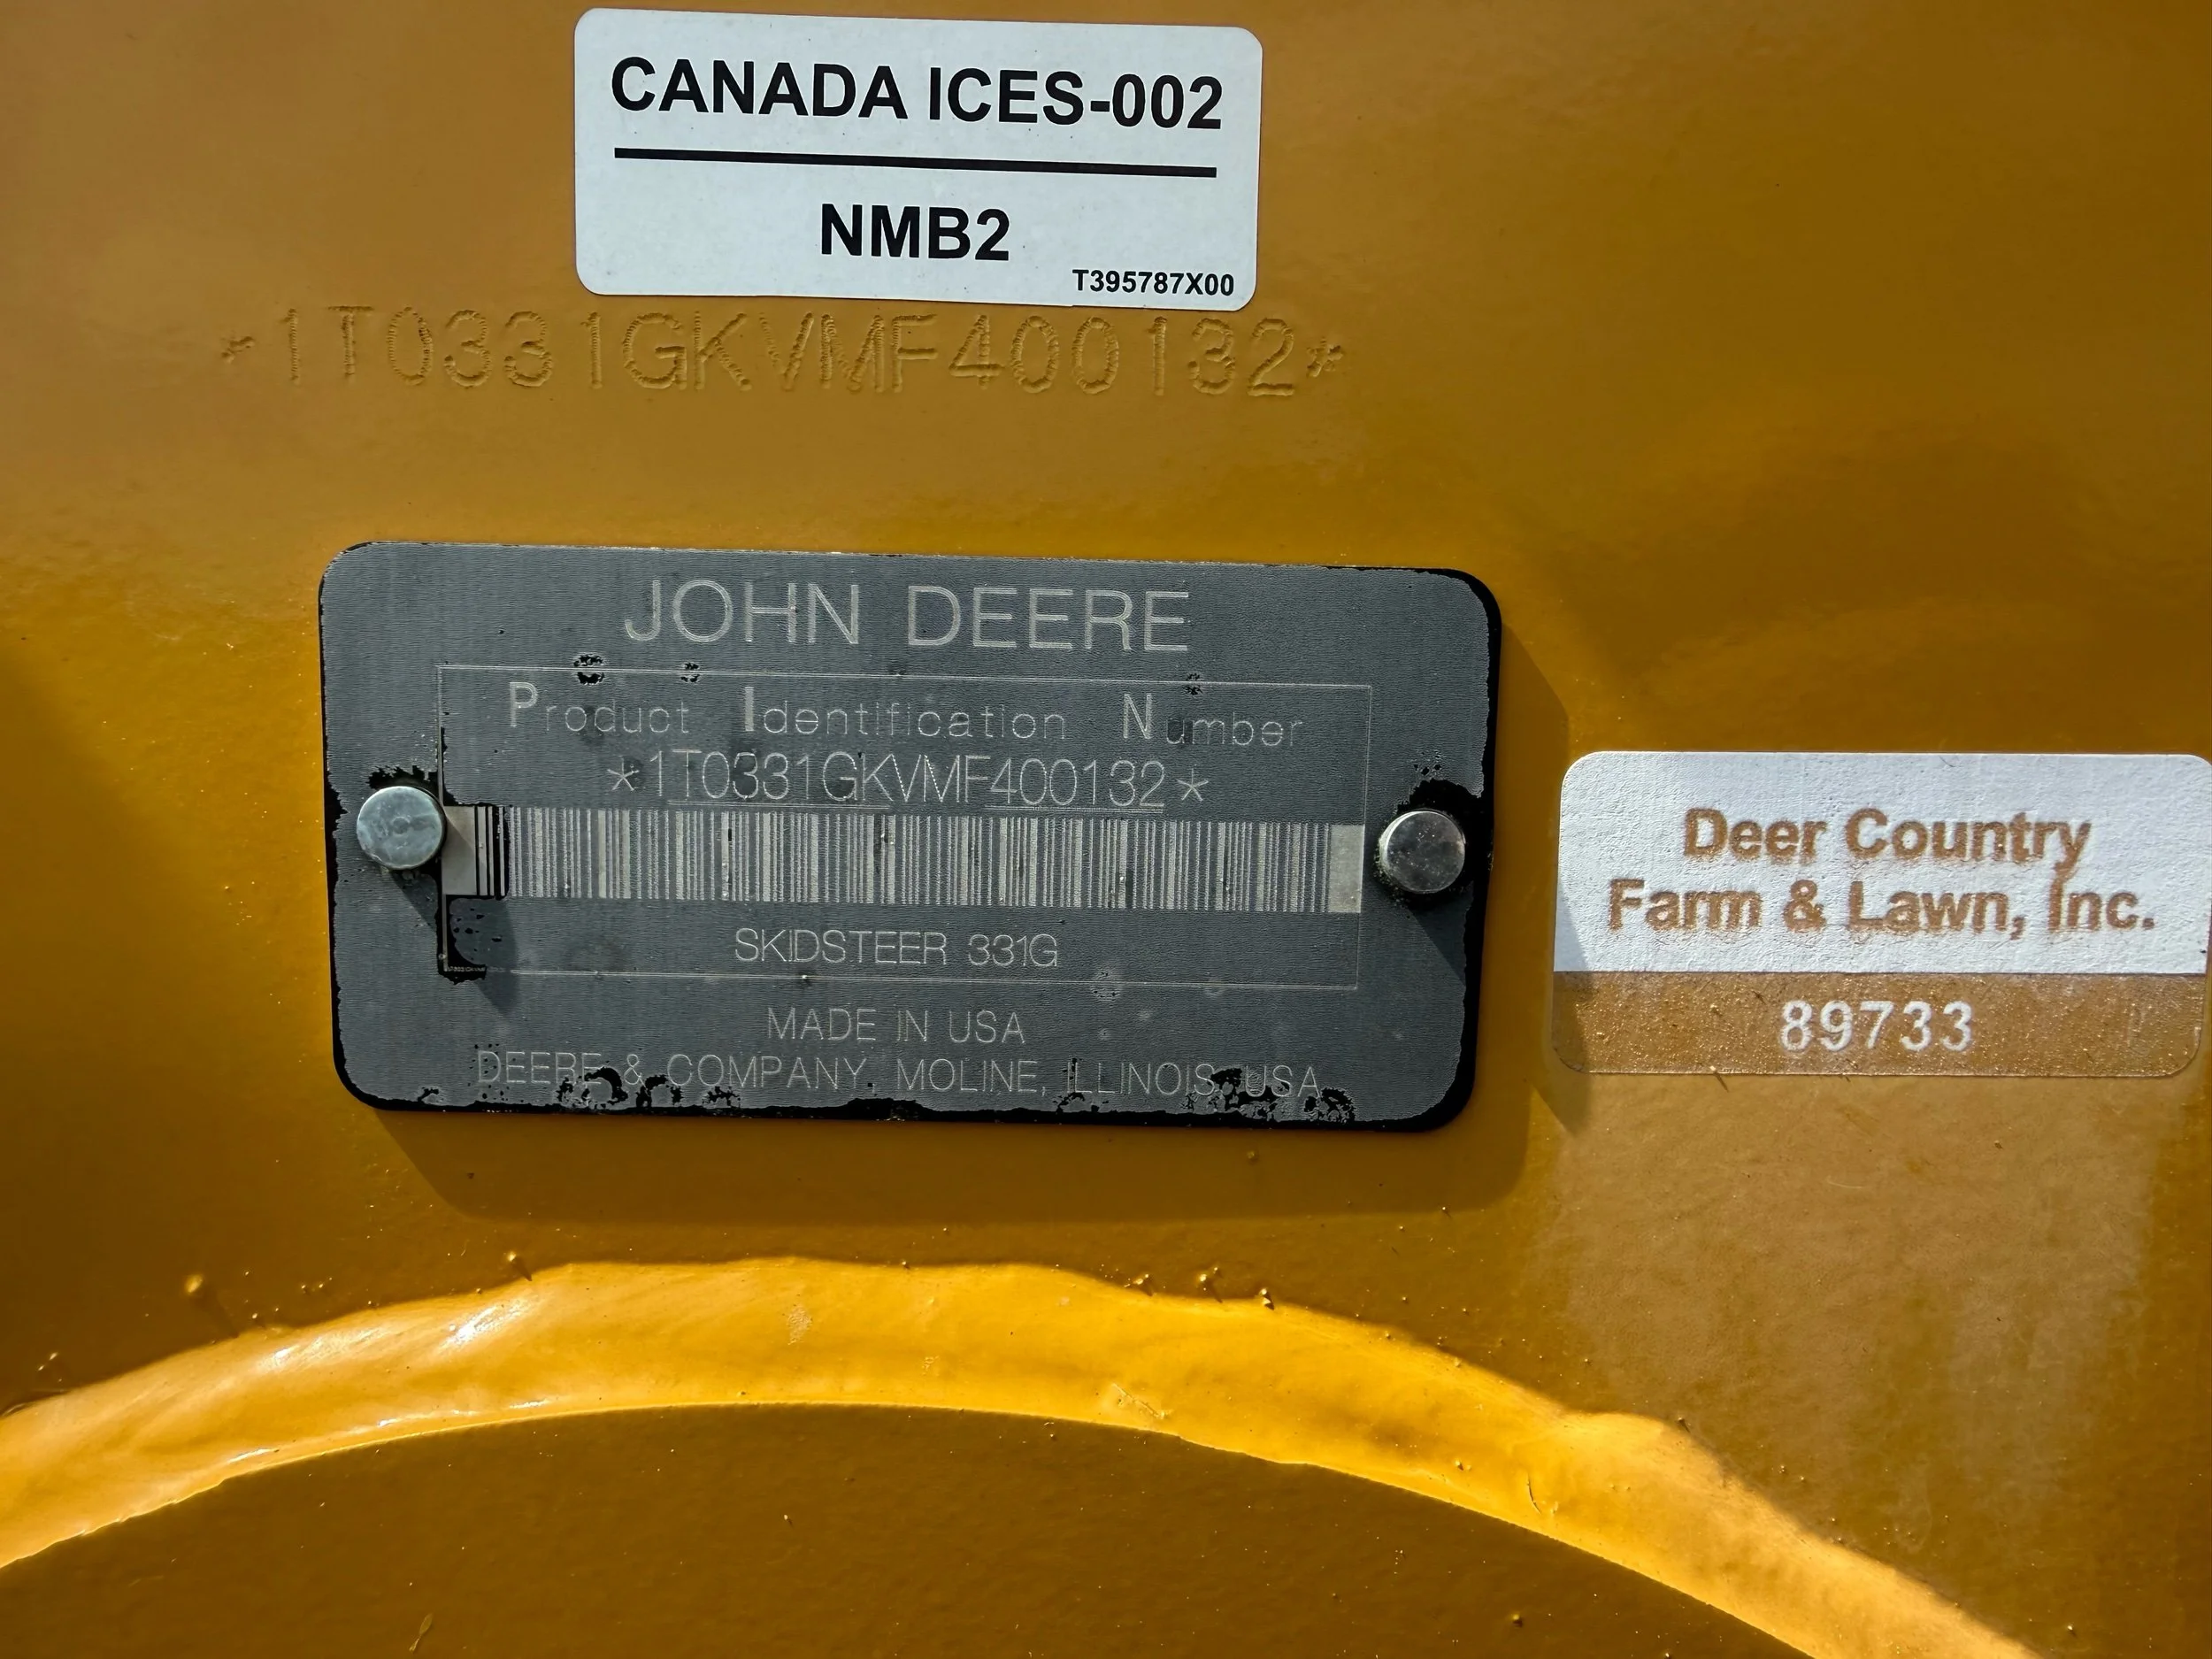 CANADA ICES-002
NMB2
T395787X00
*1T0331GKVMF400132*
JOHN DEERE
Product Identification Number
*1T0331GKVMF400132*
SKIDSTEER 331G
MADE IN USA
DEERE & COMPANY MOLINE, ILLINOIS USA
Deer Country
Farm & Lawn, Inc.
89733